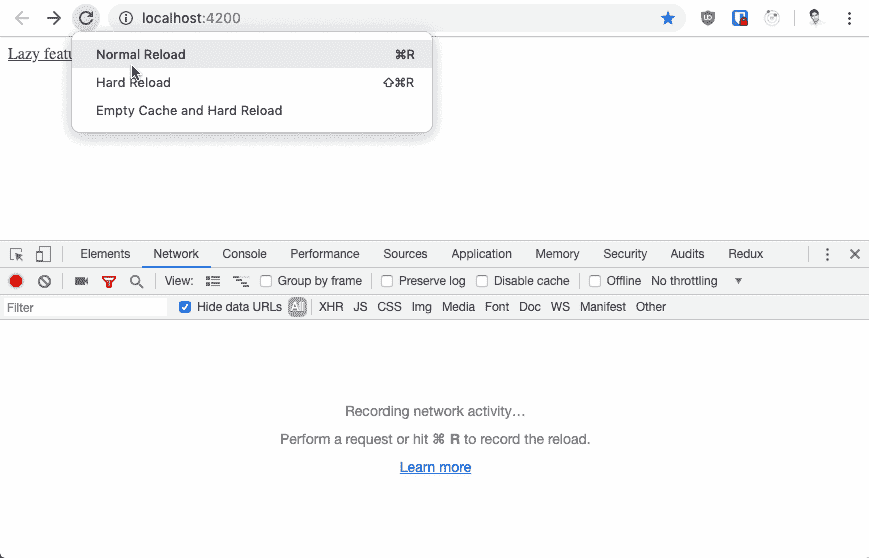 localhost:4200
Lazy featu
Normal Reload ⌘R
Hard Reload ⇧⌘R
Empty Cache and Hard Reload
Elements Network Console Performance Sources Application Memory Security Audits Redux
View: Group by frame Preserve log Disable cache Offline No throttling
Filter Hide data URLs All XHR JS CSS Img Media Font Doc WS Manifest Other
Recording network activity…
Perform a request or hit ⌘ R to record the reload.
Learn more